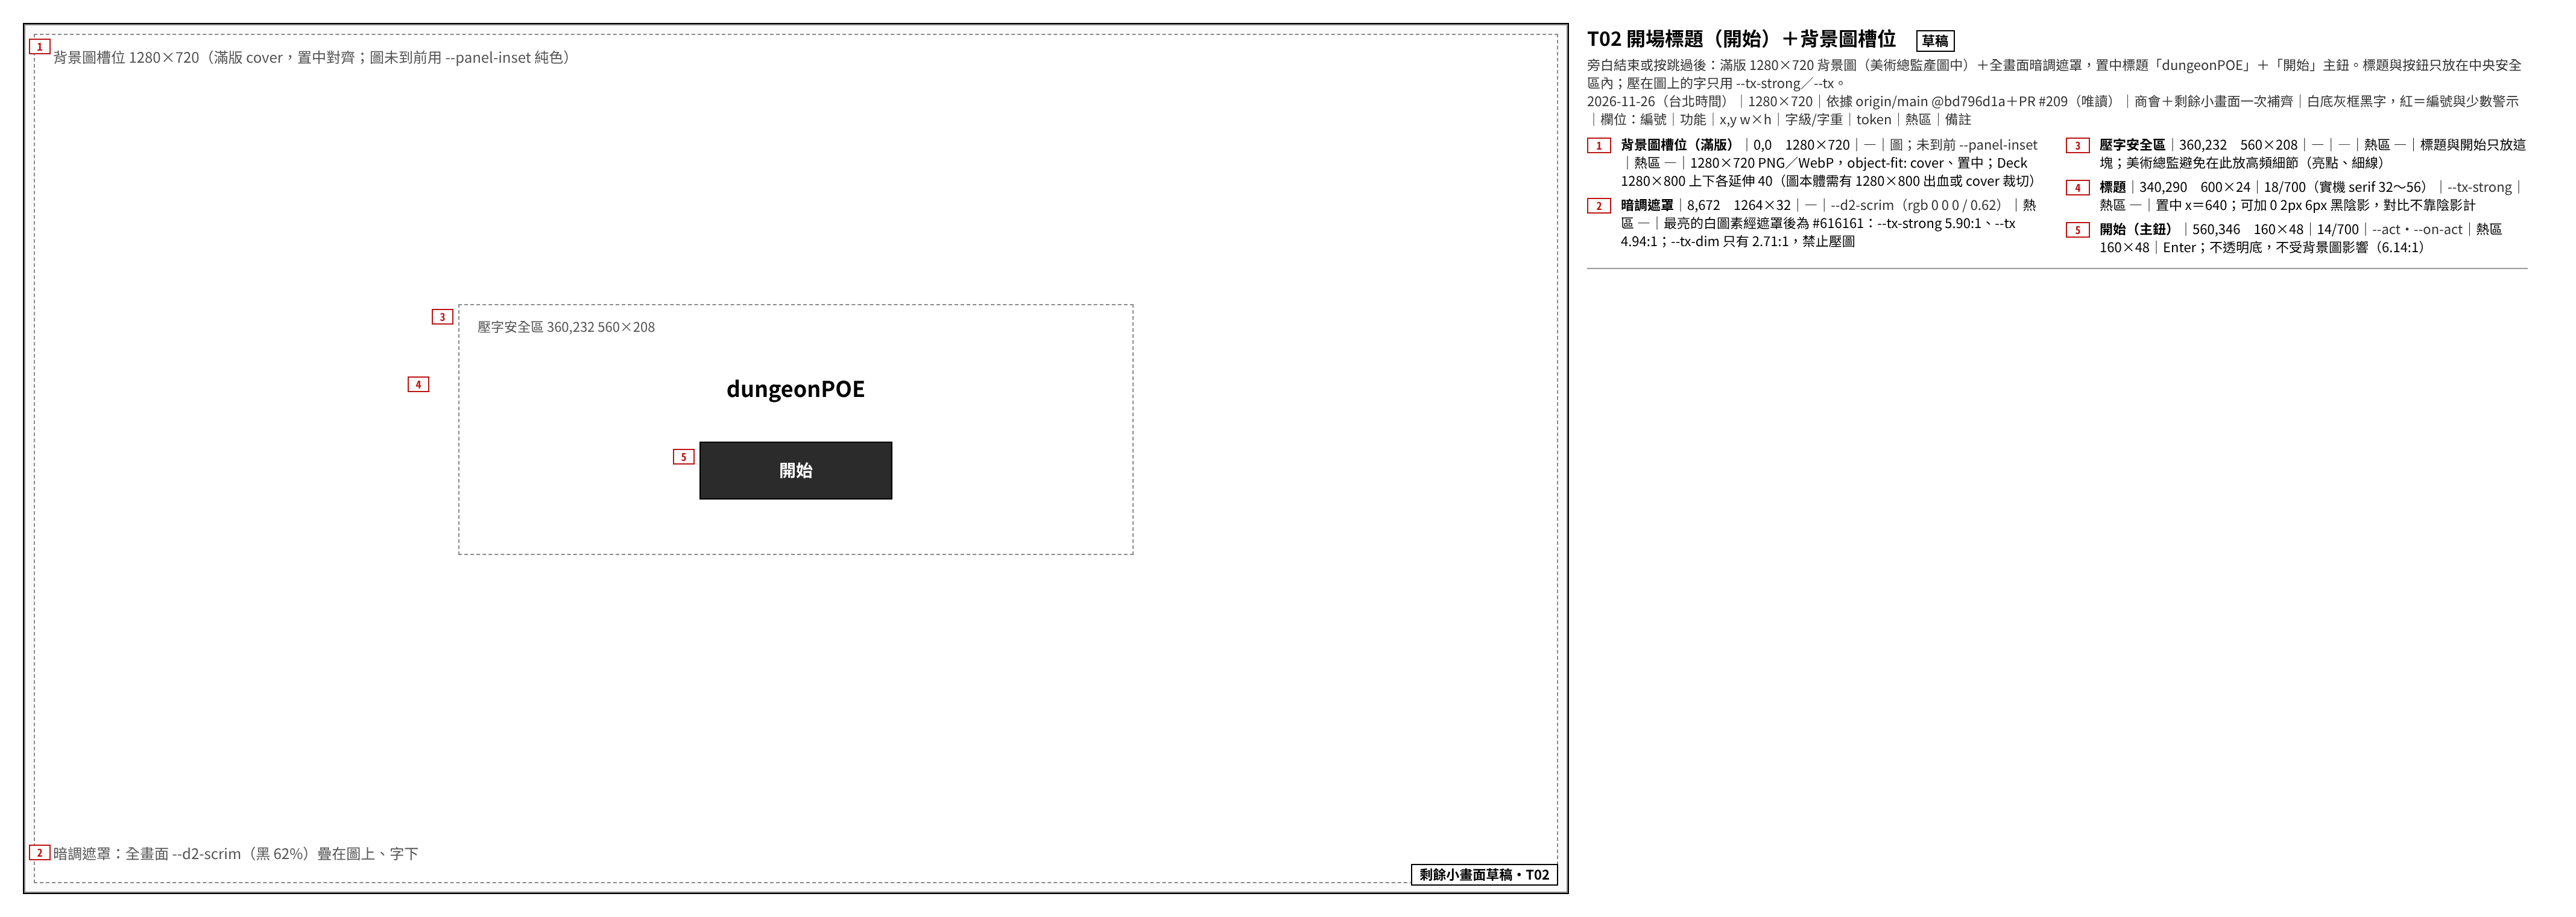 1
背景圖槽位 1280×720（滿版 cover，置中對齊；圖未到前用 --panel-inset 純色）
3
壓字安全區 360,232 560×208
4
dungeonPOE
5
開始
2
暗調遮罩：全畫面 --d2-scrim（黑 62%）疊在圖上、字下
剩餘小畫面草稿・T02
T02 開場標題（開始）＋背景圖槽位 草稿
旁白結束或按跳過後：滿版 1280×720 背景圖（美術總監產圖中）＋全畫面暗調遮罩，置中標題「dungeonPOE」＋「開始」主鈕。標題與按鈕只放在中央安全
區內；壓在圖上的字只用 --tx-strong／--tx。
2026-11-26（台北時間）｜1280×720｜依據 origin/main @bd796d1a＋PR #209（唯讀）｜商會＋剩餘小畫面一次補齊｜白底灰框黑字，紅＝編號與少數警示
｜欄位：編號｜功能｜x,y w×h｜字級/字重｜token｜熱區｜備註
1 背景圖槽位（滿版）｜0,0 1280×720｜—｜圖；未到前 --panel-inset
｜熱區 —｜1280×720 PNG／WebP，object-fit: cover、置中；Deck
1280×800 上下各延伸 40（圖本體需有 1280×800 出血或 cover 裁切）
2 暗調遮罩｜8,672 1264×32｜—｜--d2-scrim（rgb 0 0 0 / 0.62）｜熱
區 —｜最亮的白圖素經遮罩後為 #616161：--tx-strong 5.90:1、--tx
4.94:1；--tx-dim 只有 2.71:1，禁止壓圖
3 壓字安全區｜360,232 560×208｜—｜—｜熱區 —｜標題與開始只放這
塊；美術總監避免在此放高頻細節（亮點、細線）
4 標題｜340,290 600×24｜18/700（實機 serif 32～56）｜--tx-strong｜
熱區 —｜置中 x＝640；可加 0 2px 6px 黑陰影，對比不靠陰影計
5 開始（主鈕）｜560,346 160×48｜14/700｜--act・--on-act｜熱區
160×48｜Enter；不透明底，不受背景圖影響（6.14:1）